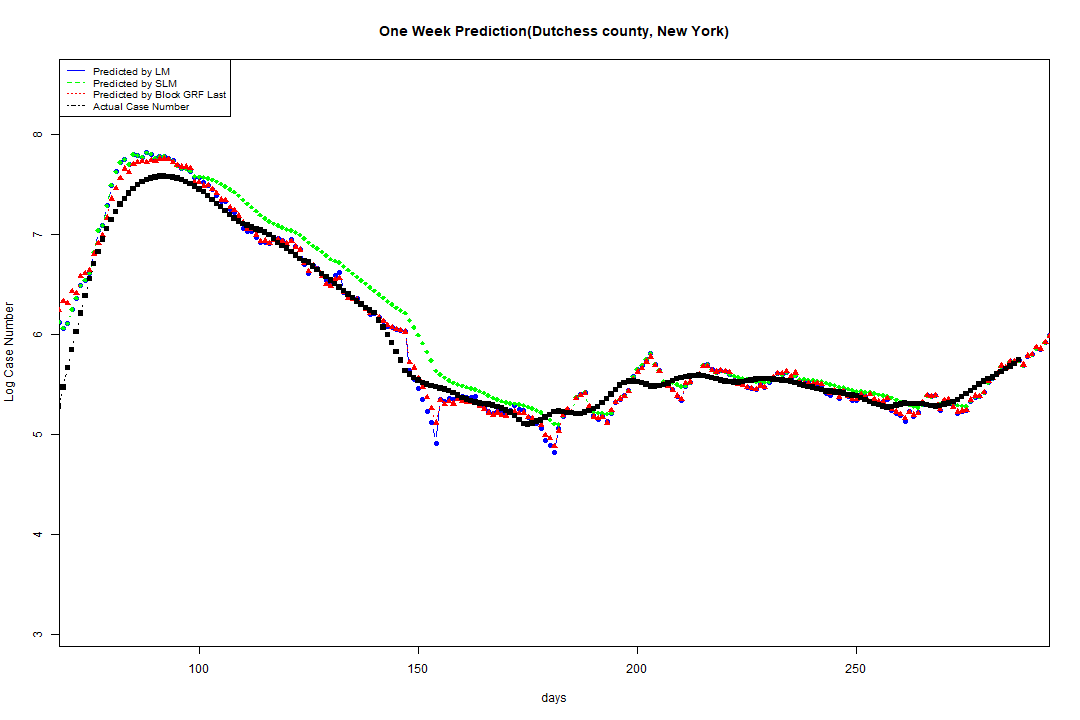 One Week Prediction(Dutchess county, New York)
Predicted by LM
Predicted by SLM
Predicted by Block GRF Last
Actual Case Number
8
7
6
5
4
3
Log Case Number
100 150 200 250
days